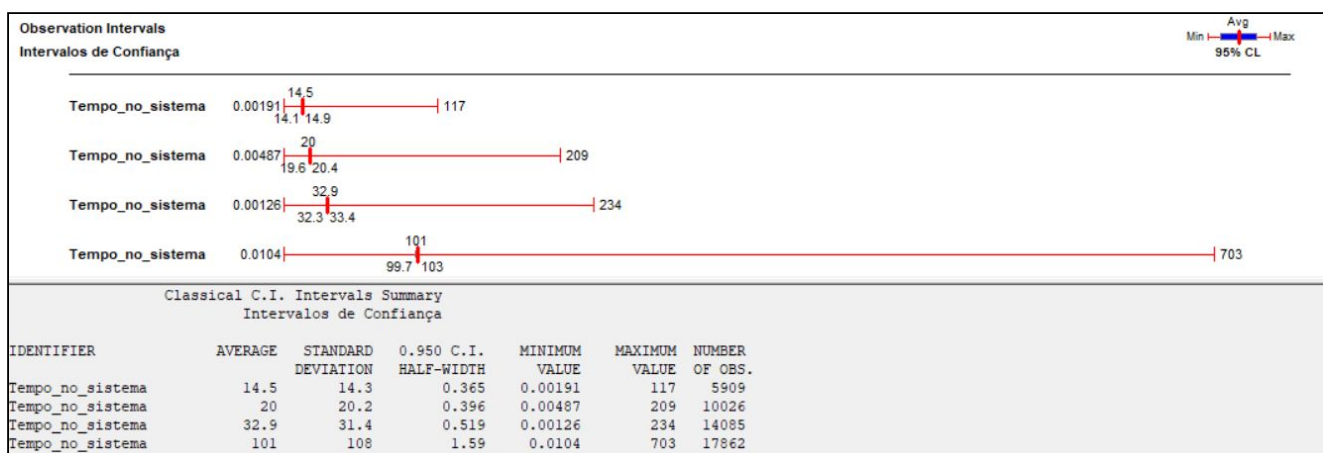 Observation Intervals
Intervalos de Confiança
Avg
Min Max
95% CL
14.5
Tempo_no_sistema 0.00191 117
14.1 14.9
20
Tempo_no_sistema 0.00487 209
19.6 20.4
32.9
Tempo_no_sistema 0.00126 234
32.3 33.4
101
Tempo_no_sistema 0.0104 703
99.7 103
Classical C.I. Intervals Summary
Intervalos de Confiança
IDENTIFIER AVERAGE STANDARD 0.950 C.I. MINIMUM MAXIMUM NUMBER
DEVIATION HALF-WIDTH VALUE VALUE OF OBS.
Tempo_no_sistema 14.5 14.3 0.365 0.00191 117 5909
Tempo_no_sistema 20 20.2 0.396 0.00487 209 10026
Tempo_no_sistema 32.9 31.4 0.519 0.00126 234 14085
Tempo_no_sistema 101 108 1.59 0.0104 703 17862